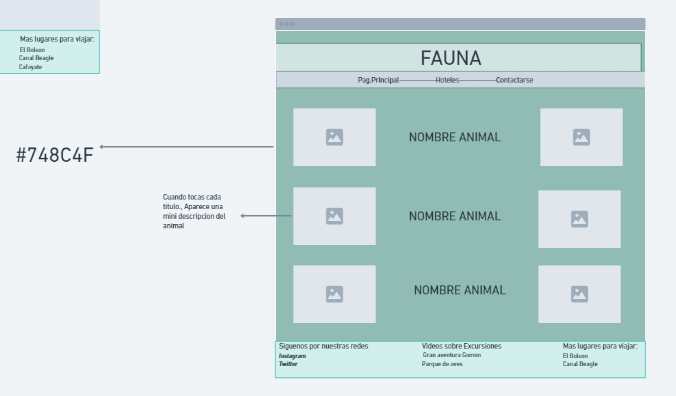 Mas lugares para viajar:
El Bolson
Canal Beagle
Cafayate
#748C4F
Cuando tocas cada
titulo., Aparece una
mini descripcion del
animal
FAUNA
Pag.Principal Hoteles Contactarse
NOMBRE ANIMAL
NOMBRE ANIMAL
NOMBRE ANIMAL
Siguenos por nuestras redes
Instagram
Twitter
Videos sobre Excursiones
Gran aventura Gomon
Parque de aves
Mas lugares para viajar:
El Bolson
Canal Beagle